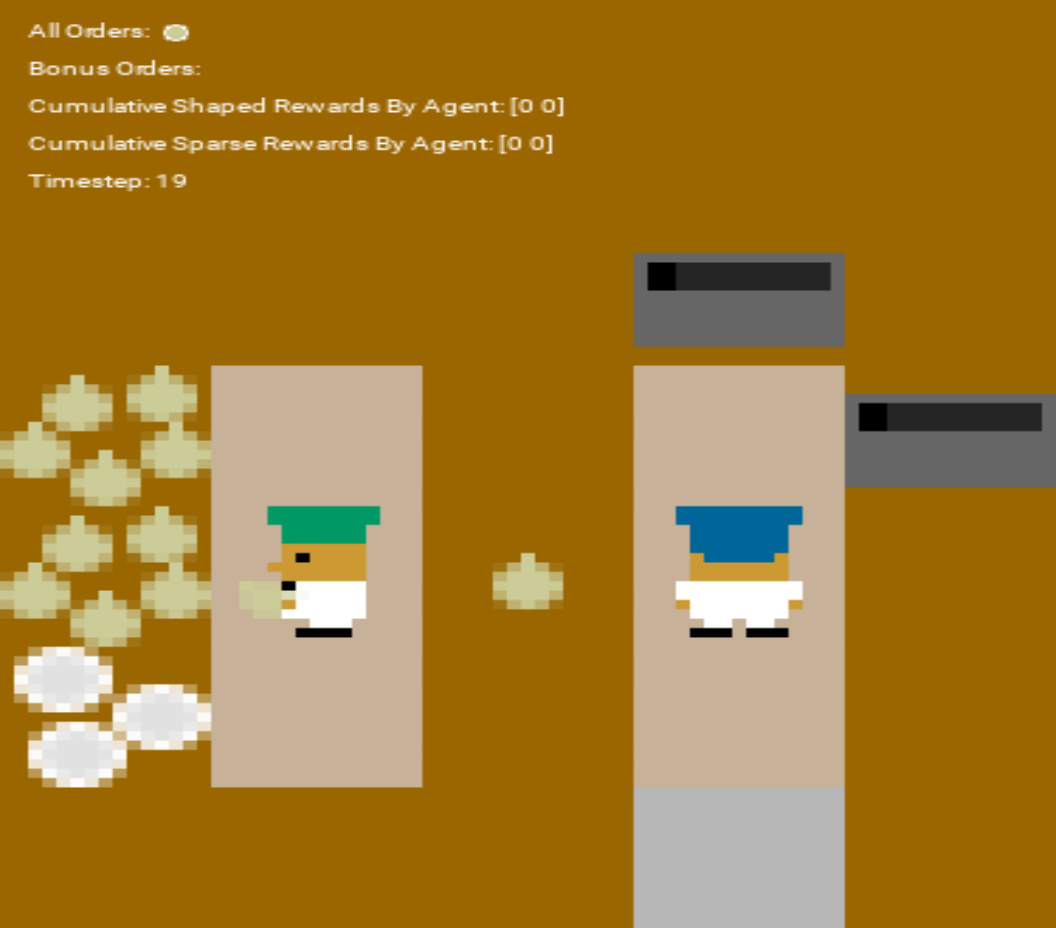 All Orders:
Bonus Orders:
Cumulative Shaped Rewards By Agent: [0 0]
Cumulative Sparse Rewards By Agent: [0 0]
Timestep: 19